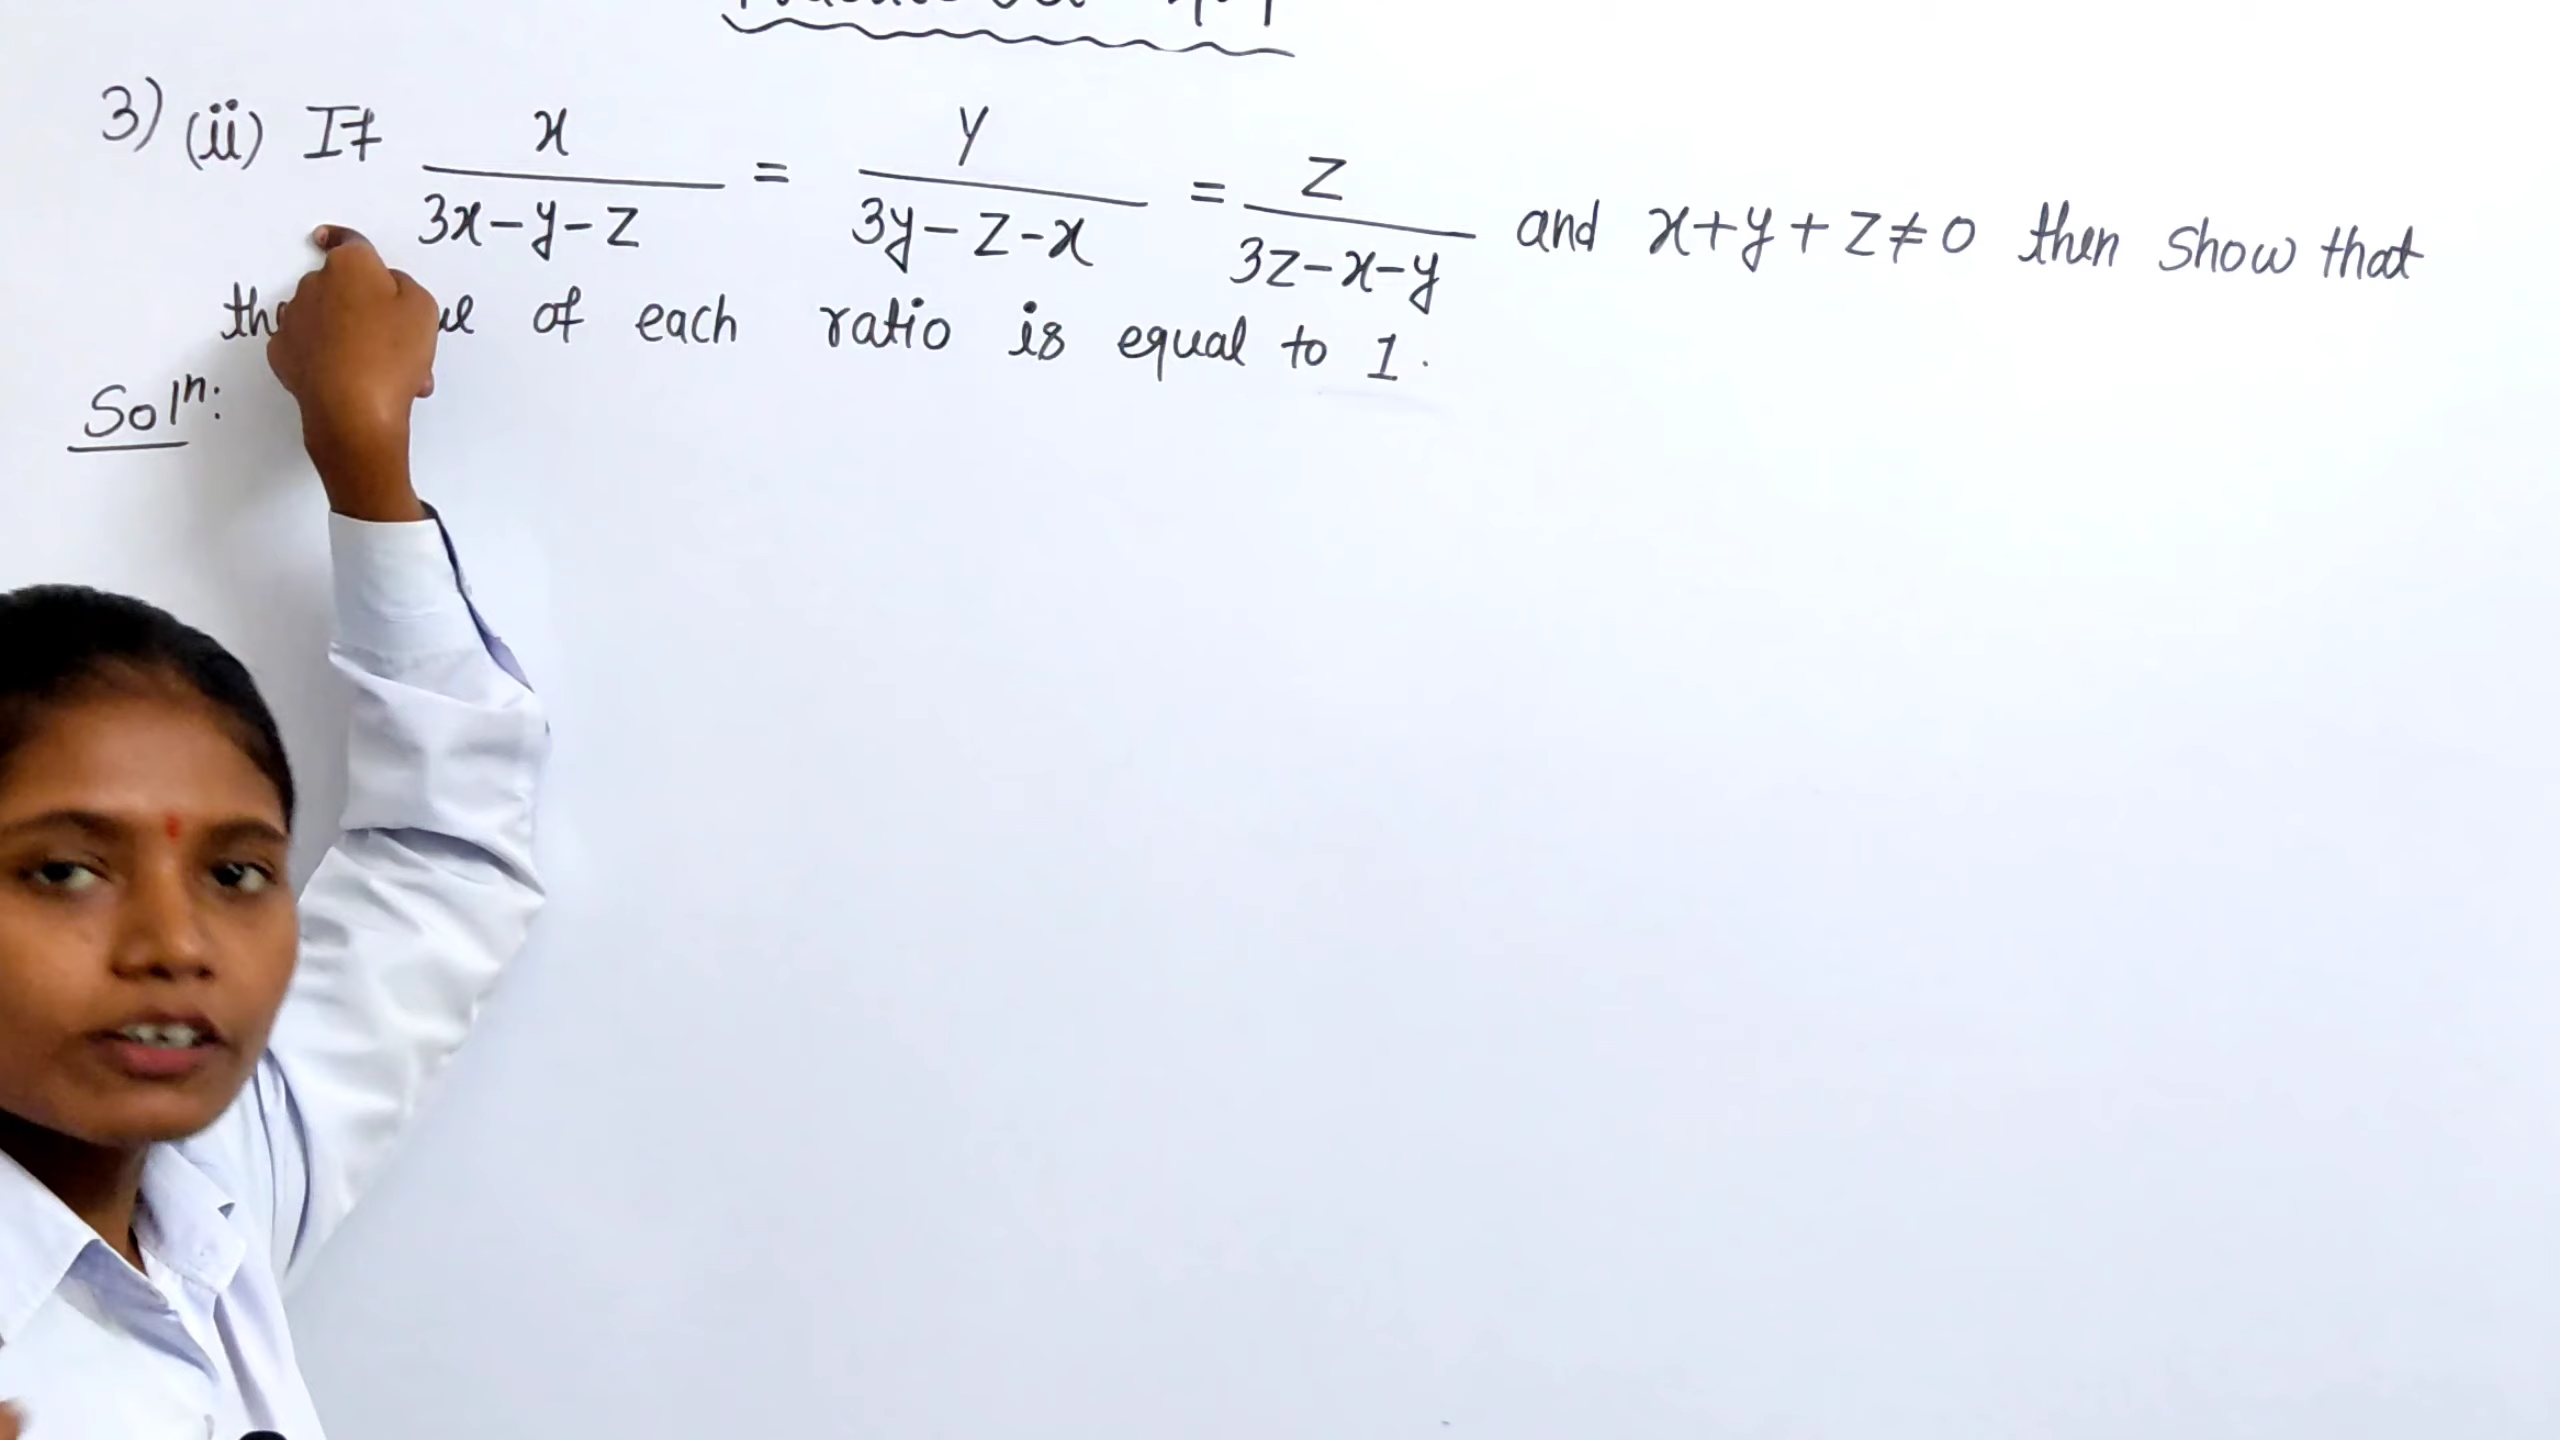 3) (ii) If x/(3x-y-z) = y/(3y-z-x) = z/(3z-x-y) and x+y+z≠0 then show that
of each ratio is equal to 1.
Solⁿ: